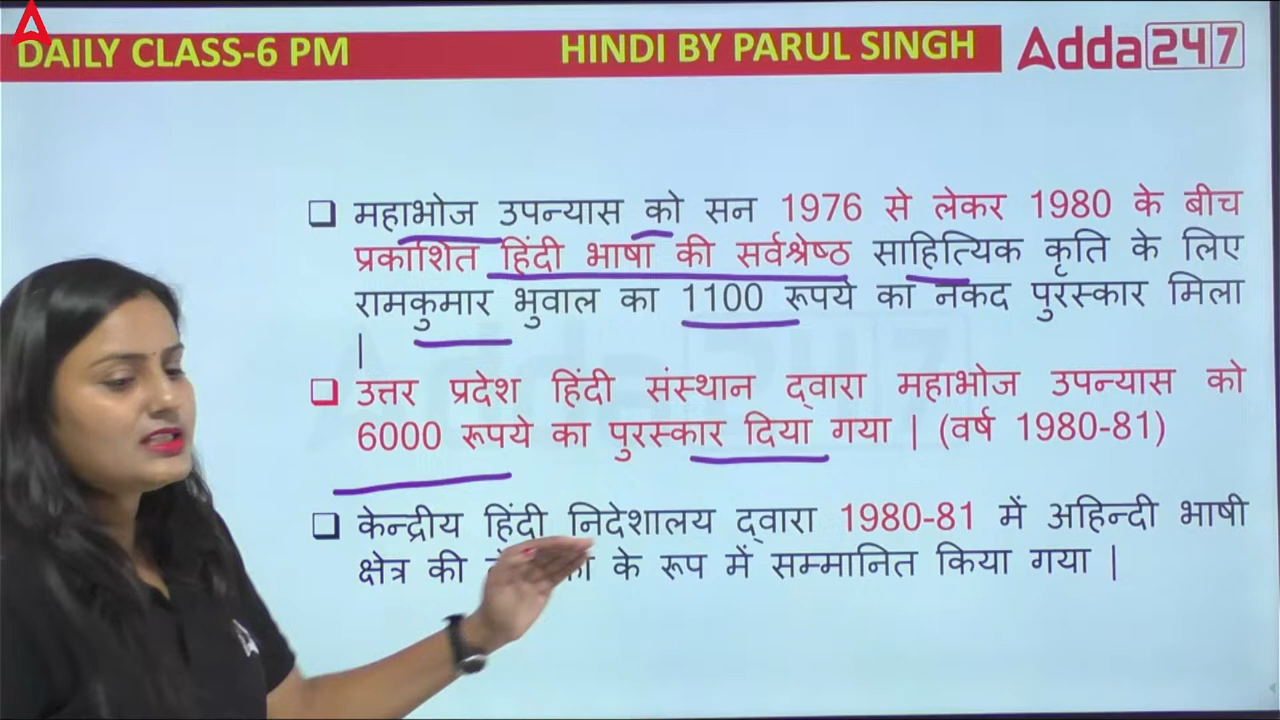 DAILY CLASS-6 PM
HINDI BY PARUL SINGH
Adda247
❑ महाभोज उपन्यास को सन 1976 से लेकर 1980 के बीच
प्रकाशित हिंदी भाषा की सर्वश्रेष्ठ साहित्यिक कृति के लिए
रामकुमार भुवाल का 1100 रूपये का नकद पुरस्कार मिला
|
❑ उत्तर प्रदेश हिंदी संस्थान द्वारा महाभोज उपन्यास को
6000 रूपये का पुरस्कार दिया गया | (वर्ष 1980-81)
❑ केन्द्रीय हिंदी निदेशालय द्वारा 1980-81 में अहिन्दी भाषी
क्षेत्र की के रूप में सम्मानित किया गया |